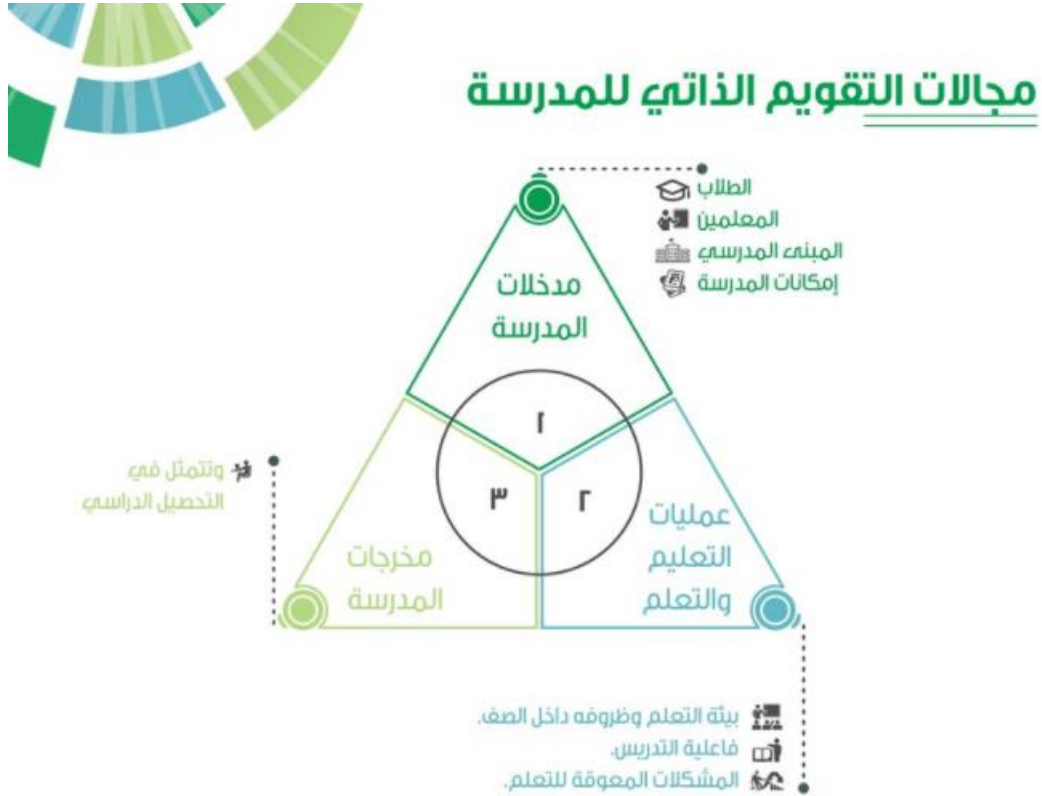 مجالات التقويم الذاتي للمدرسة
الطلاب
المعلمين
المبنى المدرسي
إمكانات المدرسة
مدخلات
المدرسة
١
٢
٣
عمليات
التعليم
والتعلم
بيئة التعلم وظروفه داخل الصف.
فاعلية التدريس.
المشكلات المعوقة للتعلم.
مخرجات
المدرسة
وتتمثل في
التحصيل الدراسي